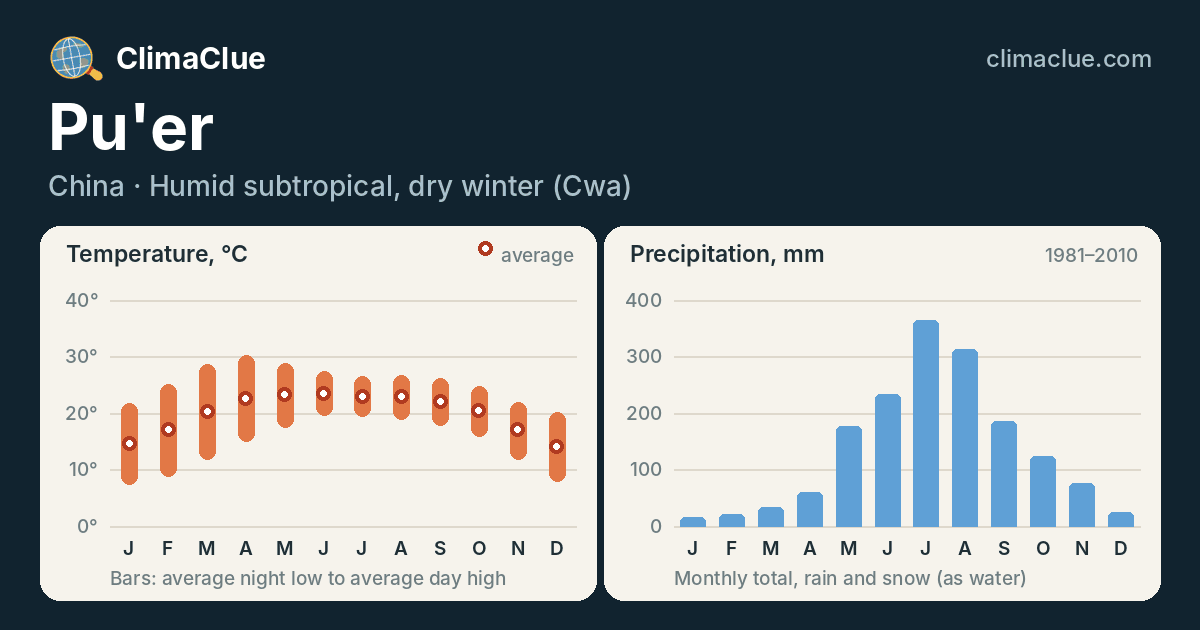 ClimaClue
climaclue.com
Pu'er
China · Humid subtropical, dry winter (Cwa)
Temperature, °C
average
40°
30°
20°
10°
0°
J F M A M J J A S O N D
Bars: average night low to average day high
Precipitation, mm
1981–2010
400
300
200
100
0
J F M A M J J A S O N D
Monthly total, rain and snow (as water)